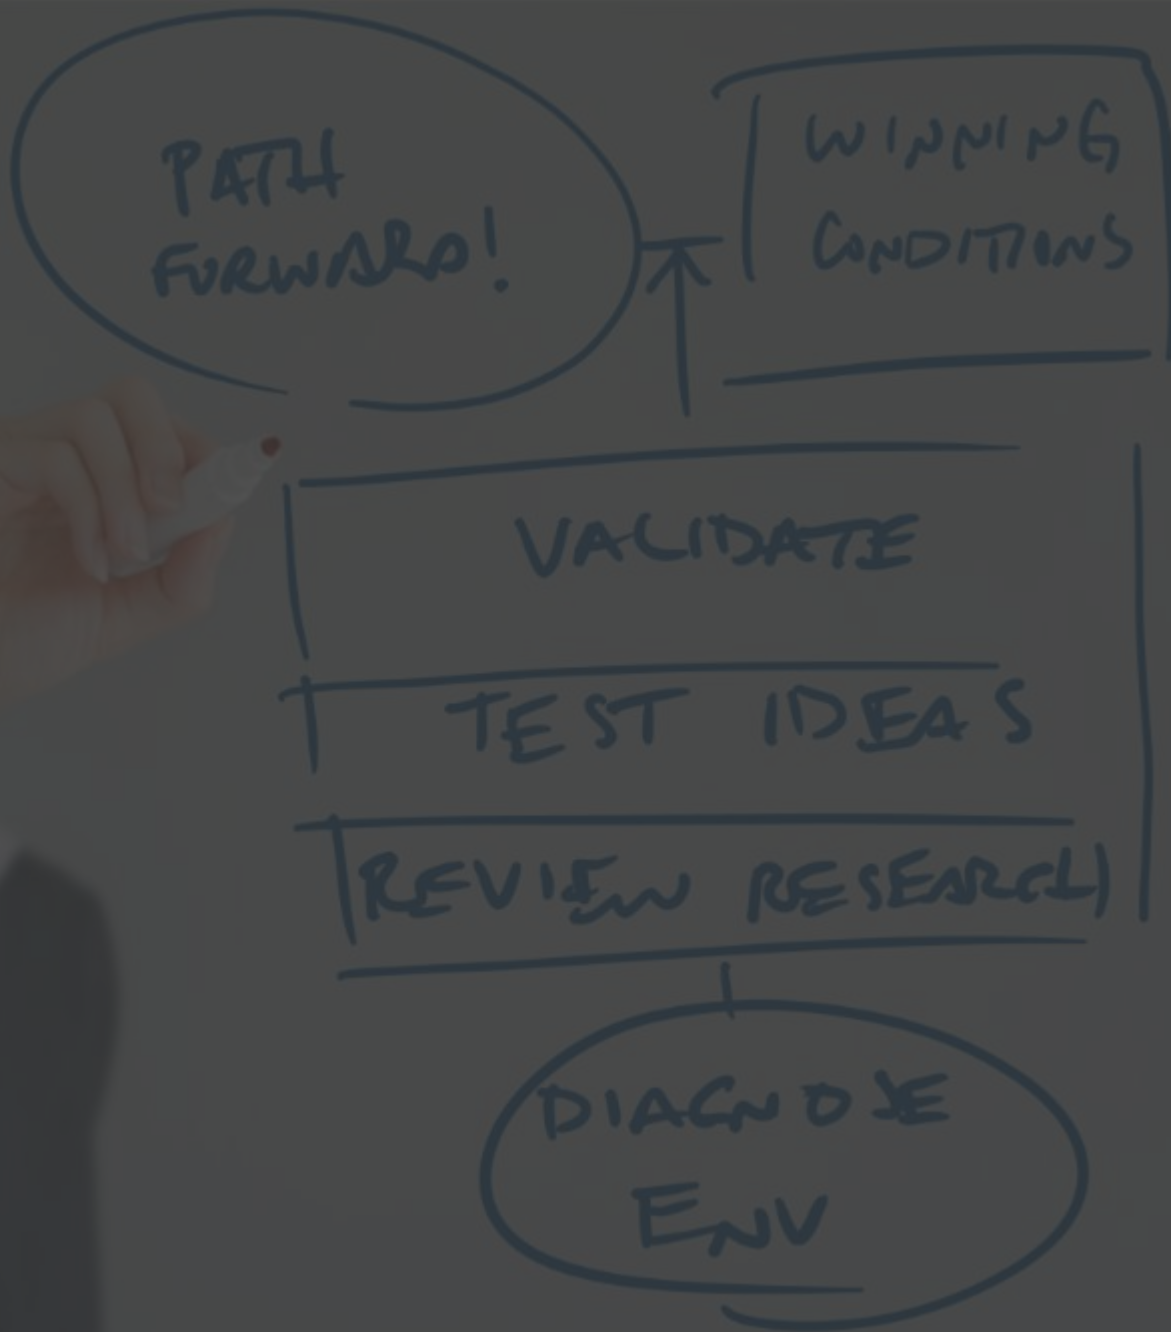 PATH
FORWARD!
WINNING
CONDITIONS
VALIDATE
TEST IDEAS
REVIEW RESEARCH
DIAGNOSE
ENV